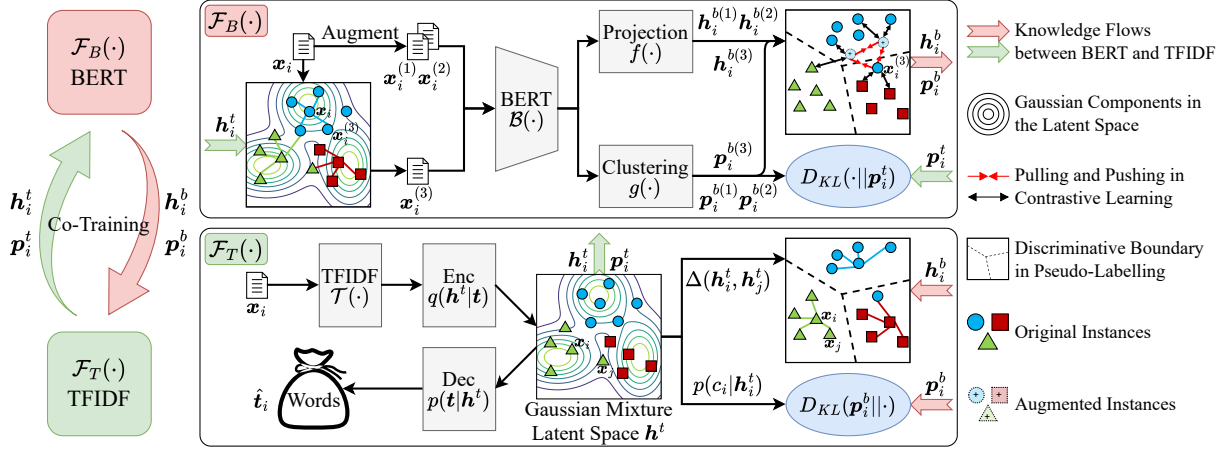 𝓕_B(·)
BERT
h_i^t
p_i^t
Co-Training
h_i^b
p_i^b
𝓕_T(·)
TFIDF
𝓕_B(·)
x_i
Augment
x_i^(1) x_i^(2)
h_i^t
x_i
x_i^(3)
x_i^(3)
BERT
𝓑(·)
Projection
f(·)
h_i^b(1) h_i^b(2)
h_i^b(3)
Clustering
g(·)
p_i^b(3)
p_i^b(1) p_i^b(2)
x_i^(3)
h_i^b
p_i^b
D_KL(·||p_i^t)
p_i^t
𝓕_T(·)
x_i
TFIDF
𝓣(·)
Enc
q(h^t|t)
Dec
p(t|h^t)
Words
t̂_i
h_i^t
p_i^t
x_i
x_j
Gaussian Mixture
Latent Space h^t
Δ(h_i^t, h_j^t)
p(c_i|h_i^t)
x_i
x_j
h_i^b
D_KL(p_i^b||·)
p_i^b
Knowledge Flows
between BERT and TFIDF
Gaussian Components in
the Latent Space
Pulling and Pushing in
Contrastive Learning
Discriminative Boundary
in Pseudo-Labelling
Original Instances
Augmented Instances